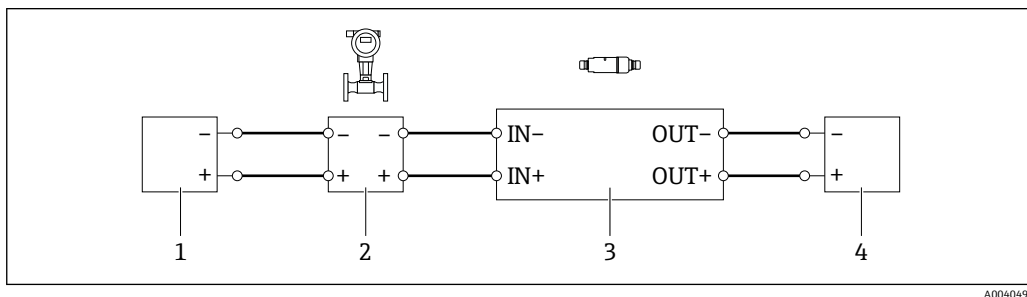 − − − IN− OUT− −
+ + + IN+ OUT+ +
1 2 3 4
A004049